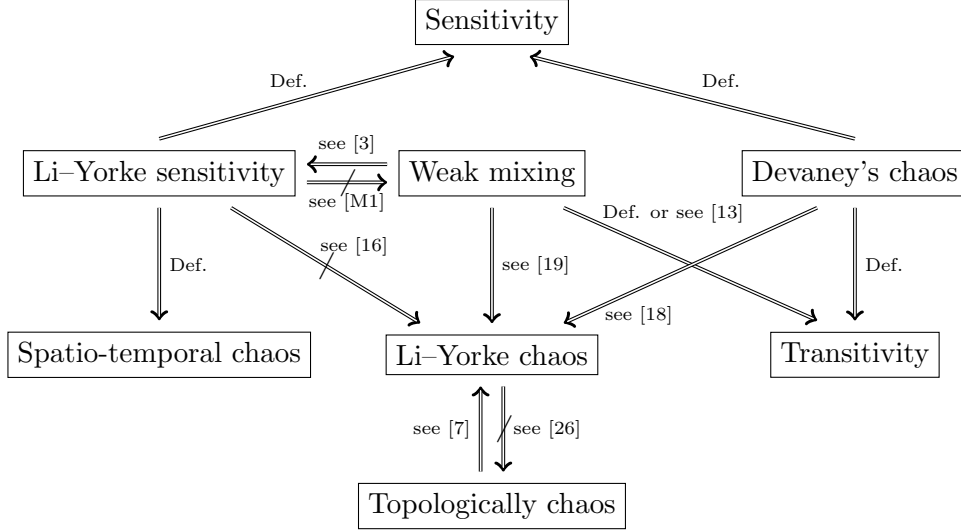 Sensitivity
Def.
Def.
see [3]
Li–Yorke sensitivity
Weak mixing
Devaney's chaos
see [M1]
Def. or see [13]
see [16]
Def.
see [19]
Def.
see [18]
Spatio-temporal chaos
Li–Yorke chaos
Transitivity
see [7]
see [26]
Topologically chaos